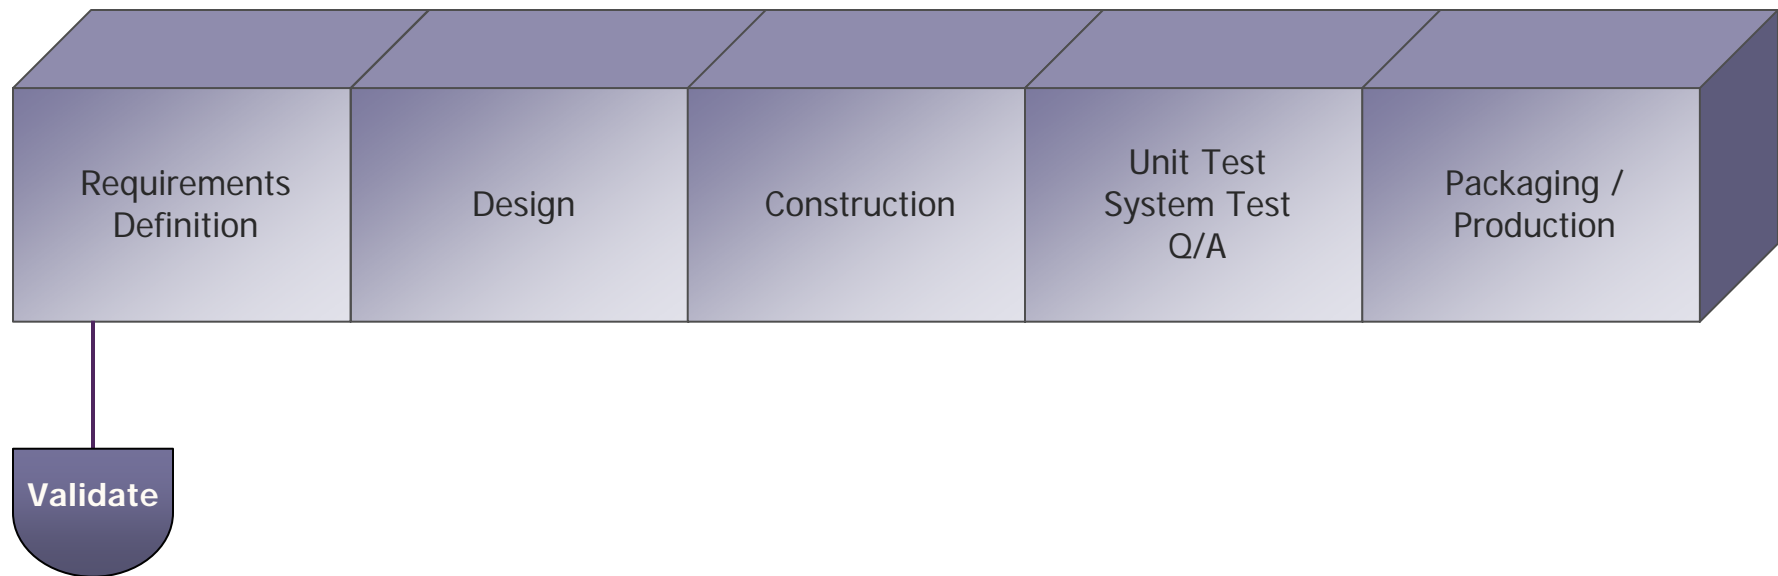 Requirements
Definition
Design
Construction
Unit Test
System Test
Q/A
Packaging /
Production
Validate